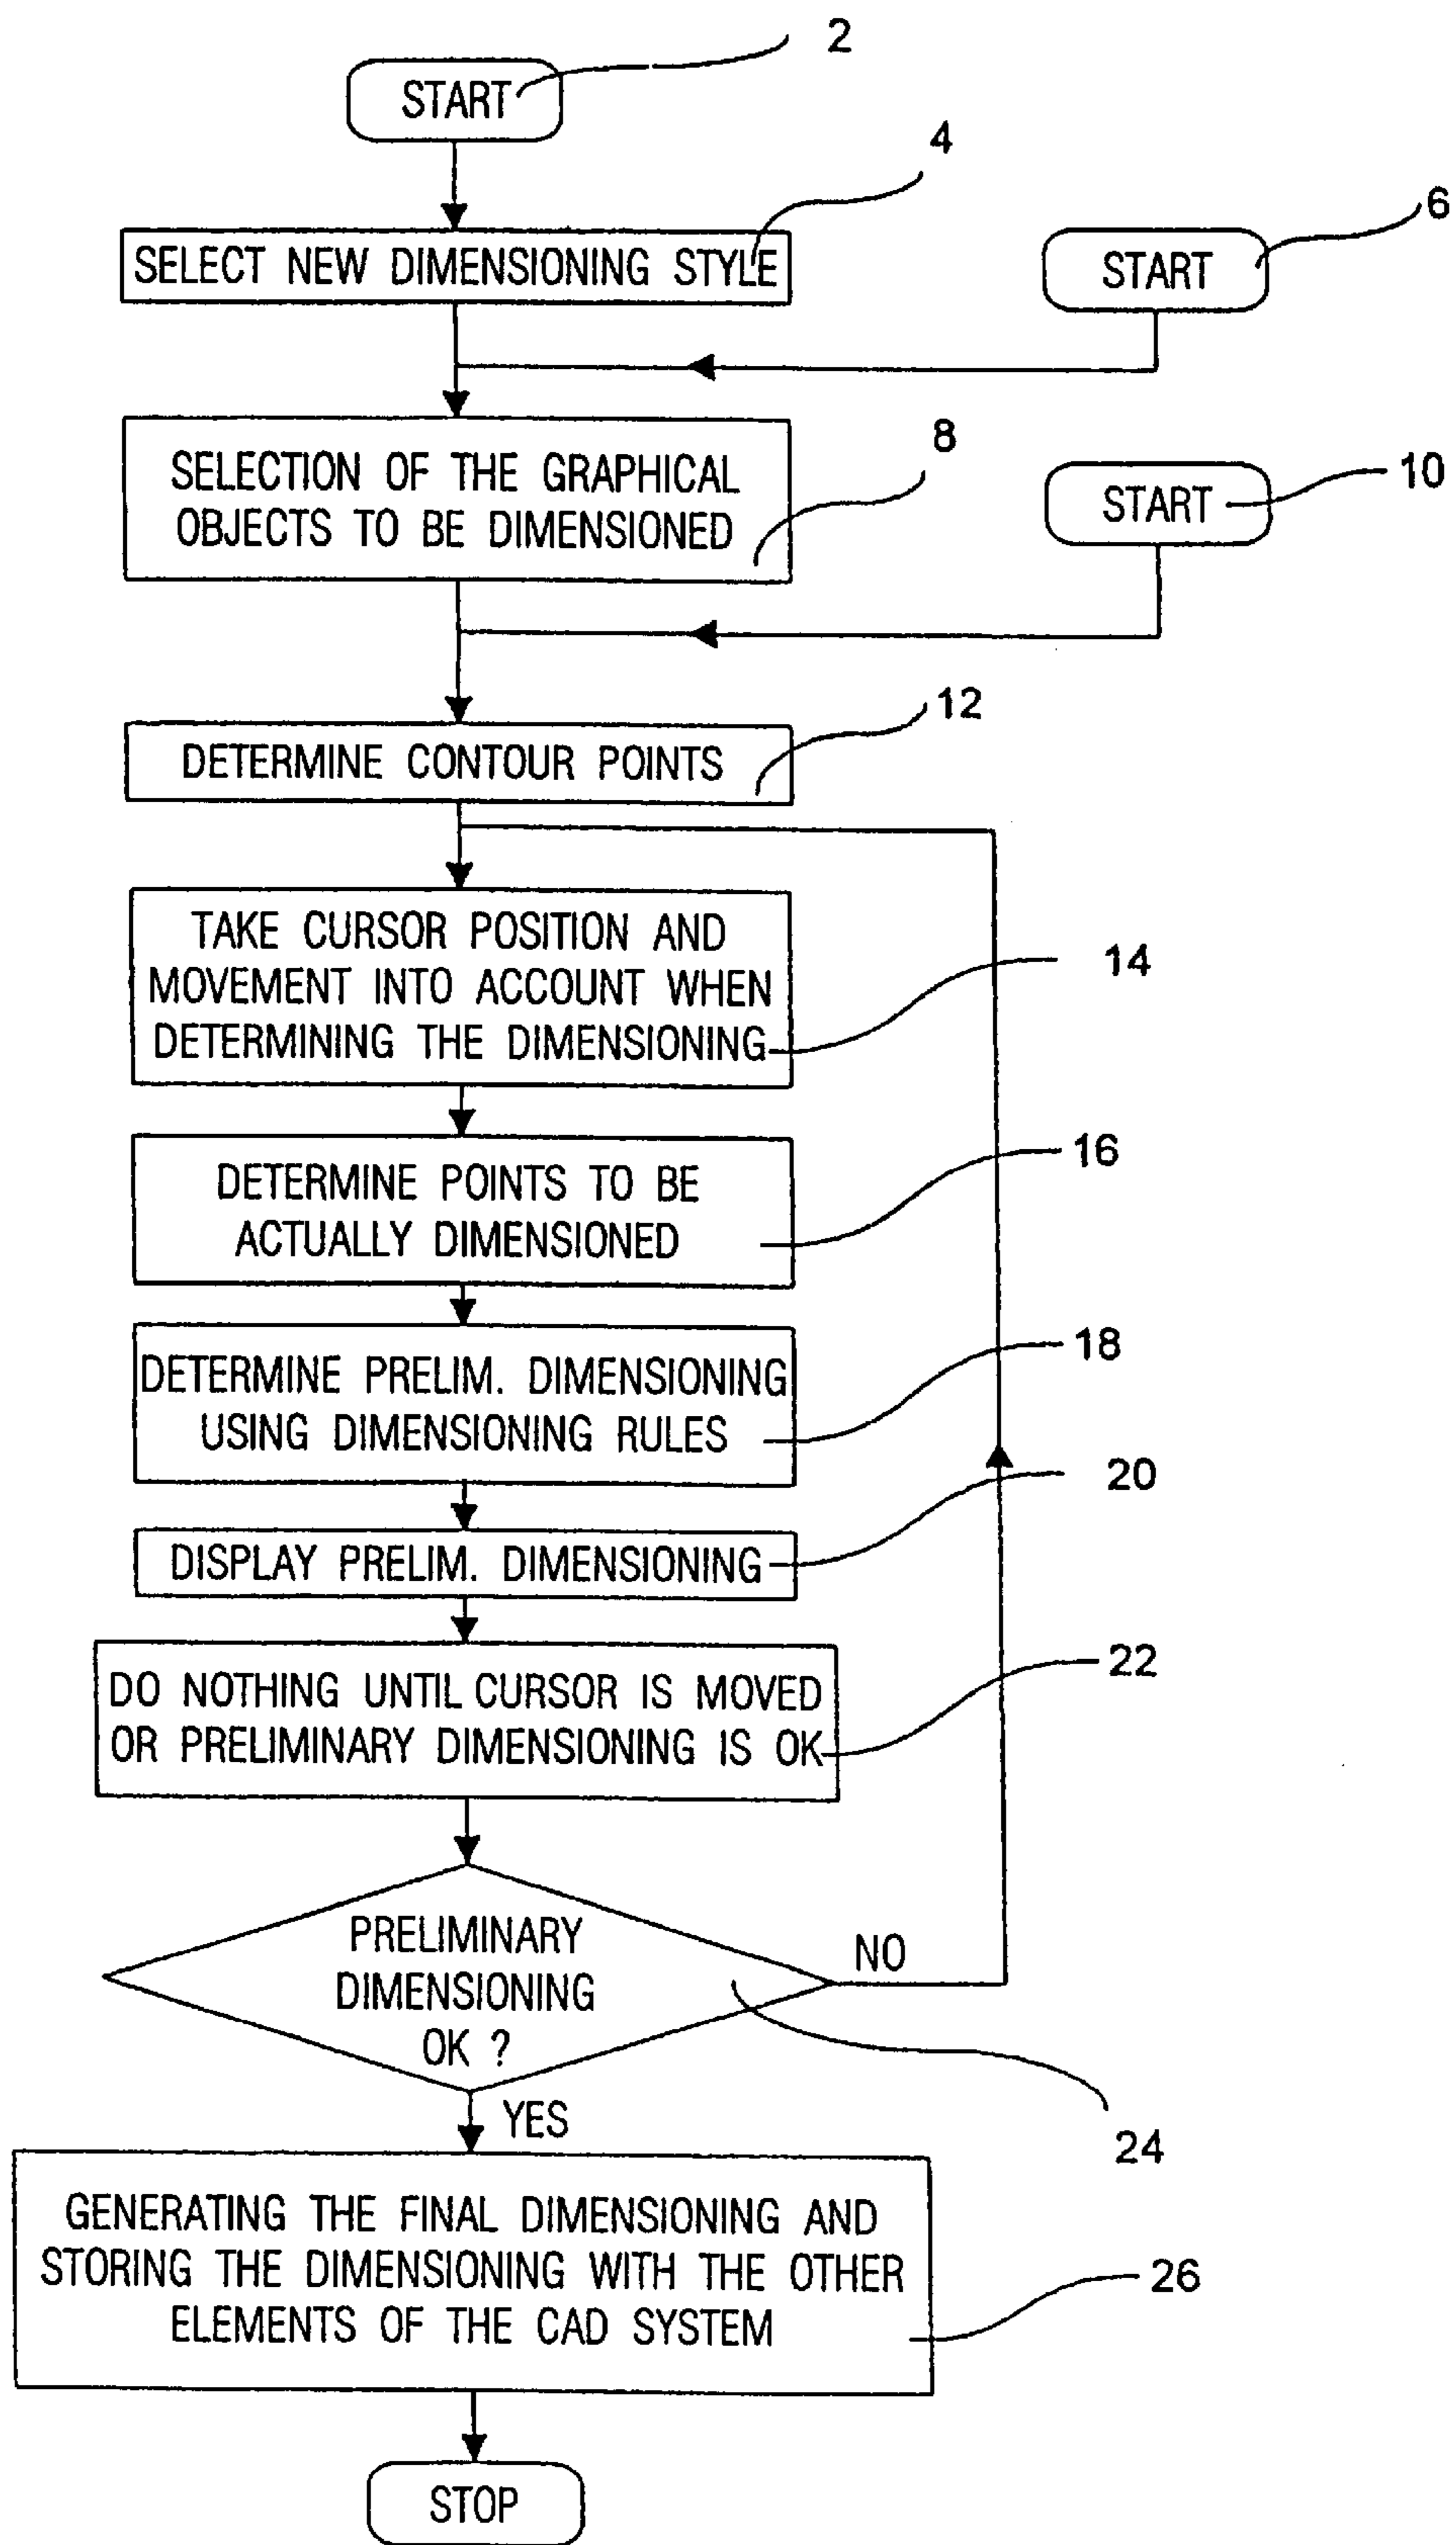 2
START
4
6
SELECT NEW DIMENSIONING STYLE
START
8
SELECTION OF THE GRAPHICAL
OBJECTS TO BE DIMENSIONED
10
START
12
DETERMINE CONTOUR POINTS
TAKE CURSOR POSITION AND
MOVEMENT INTO ACCOUNT WHEN
DETERMINING THE DIMENSIONING
14
DETERMINE POINTS TO BE
ACTUALLY DIMENSIONED
16
DETERMINE PRELIM. DIMENSIONING
USING DIMENSIONING RULES
18
20
DISPLAY PRELIM. DIMENSIONING
22
DO NOTHING UNTIL CURSOR IS MOVED
OR PRELIMINARY DIMENSIONING IS OK
PRELIMINARY
DIMENSIONING
OK ?
NO
YES
24
GENERATING THE FINAL DIMENSIONING AND
STORING THE DIMENSIONING WITH THE OTHER
ELEMENTS OF THE CAD SYSTEM
26
STOP